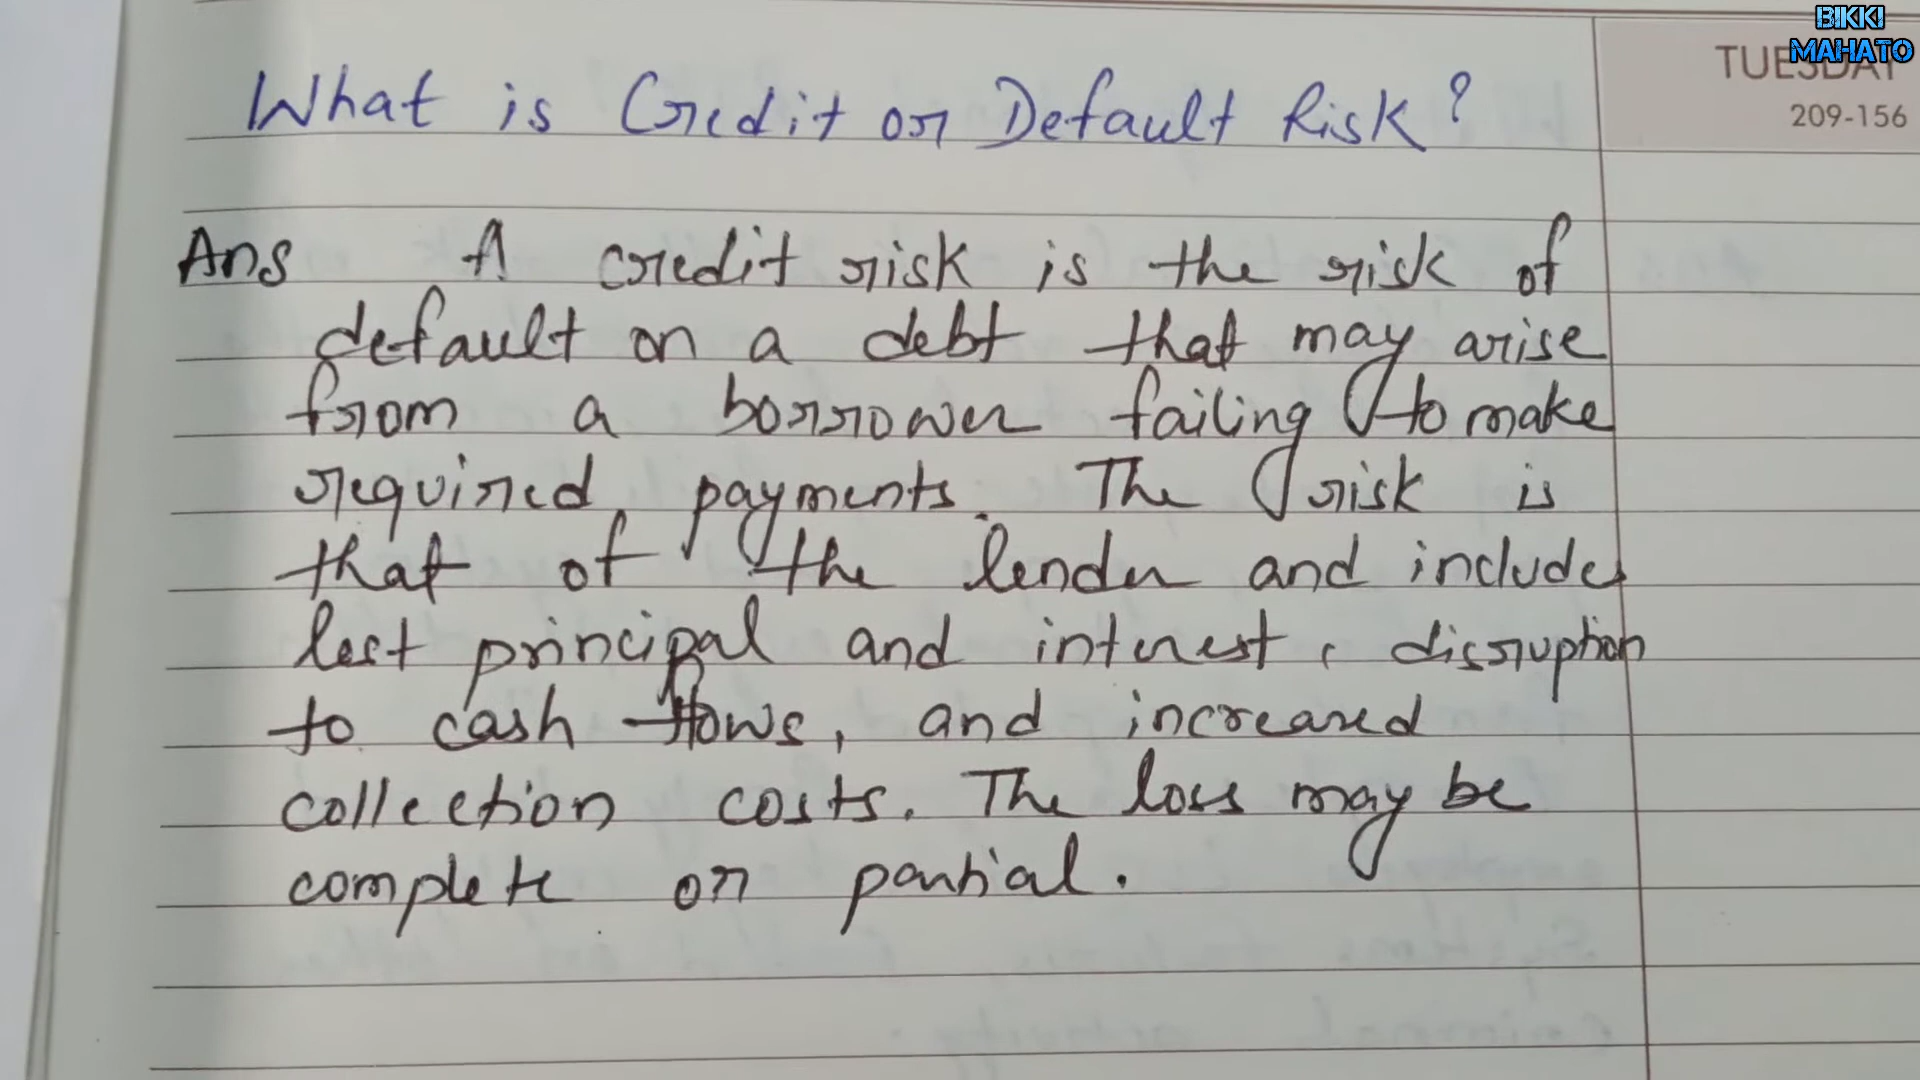 BIKKI
MAHATO
TUESDAY
209-156
What is Credit or Default Risk?
Ans A credit risk is the risk of
default on a debt that may arise
from a borrower failing to make
required payments. The risk is
that of the lender and includes
lost principal and interest, disruption
to cash flows, and increased
collection costs. The loss may be
complete or partial.